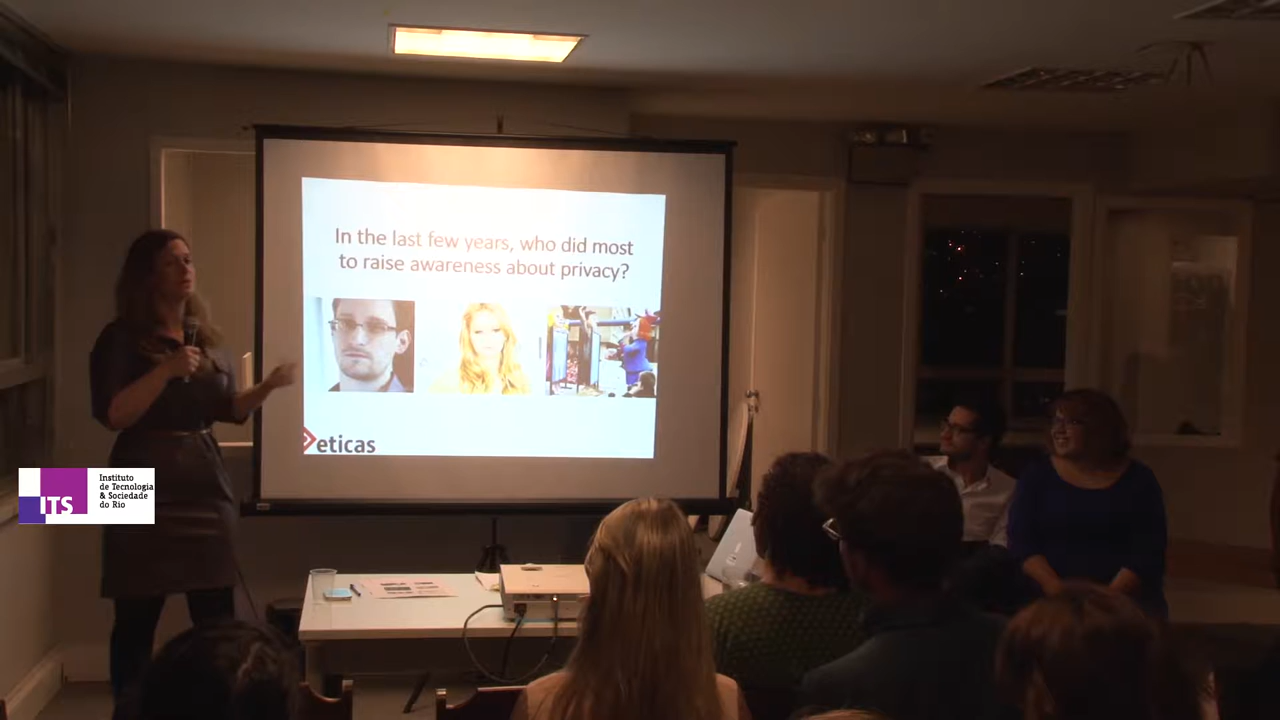 In the last few years, who did most
to raise awareness about privacy?
eticas
ITS
Instituto
de Tecnologia
& Sociedade
do Rio